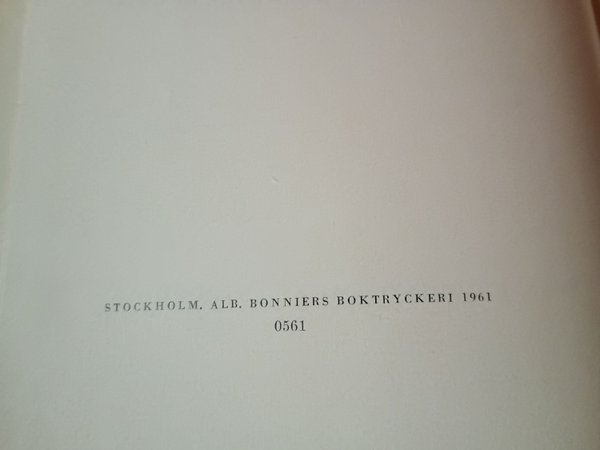 STOCKHOLM. ALB. BONNIERS BOKTRYCKERI 1961
0561